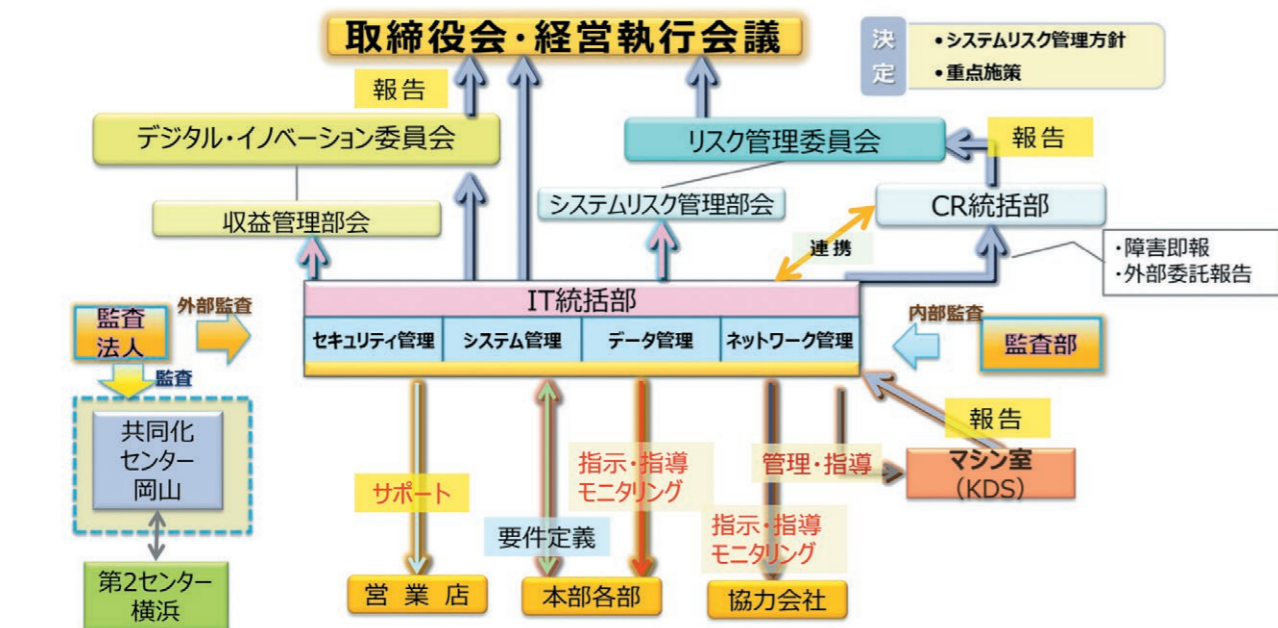 取締役会・経営執行会議
決定
•システムリスク管理方針
•重点施策
報告
デジタル・イノベーション委員会
リスク管理委員会
報告
収益管理部会
システムリスク管理部会
CR統括部
連携
・障害即報
・外部委託報告
IT統括部
セキュリティ管理
システム管理
データ管理
ネットワーク管理
監査
法人
外部監査
内部監査
監査部
監査
共同化
センター
岡山
第2センター
横浜
サポート
要件定義
指示・指導
モニタリング
管理・指導
指示・指導
モニタリング
報告
マシン室
（KDS）
営業店
本部各部
協力会社